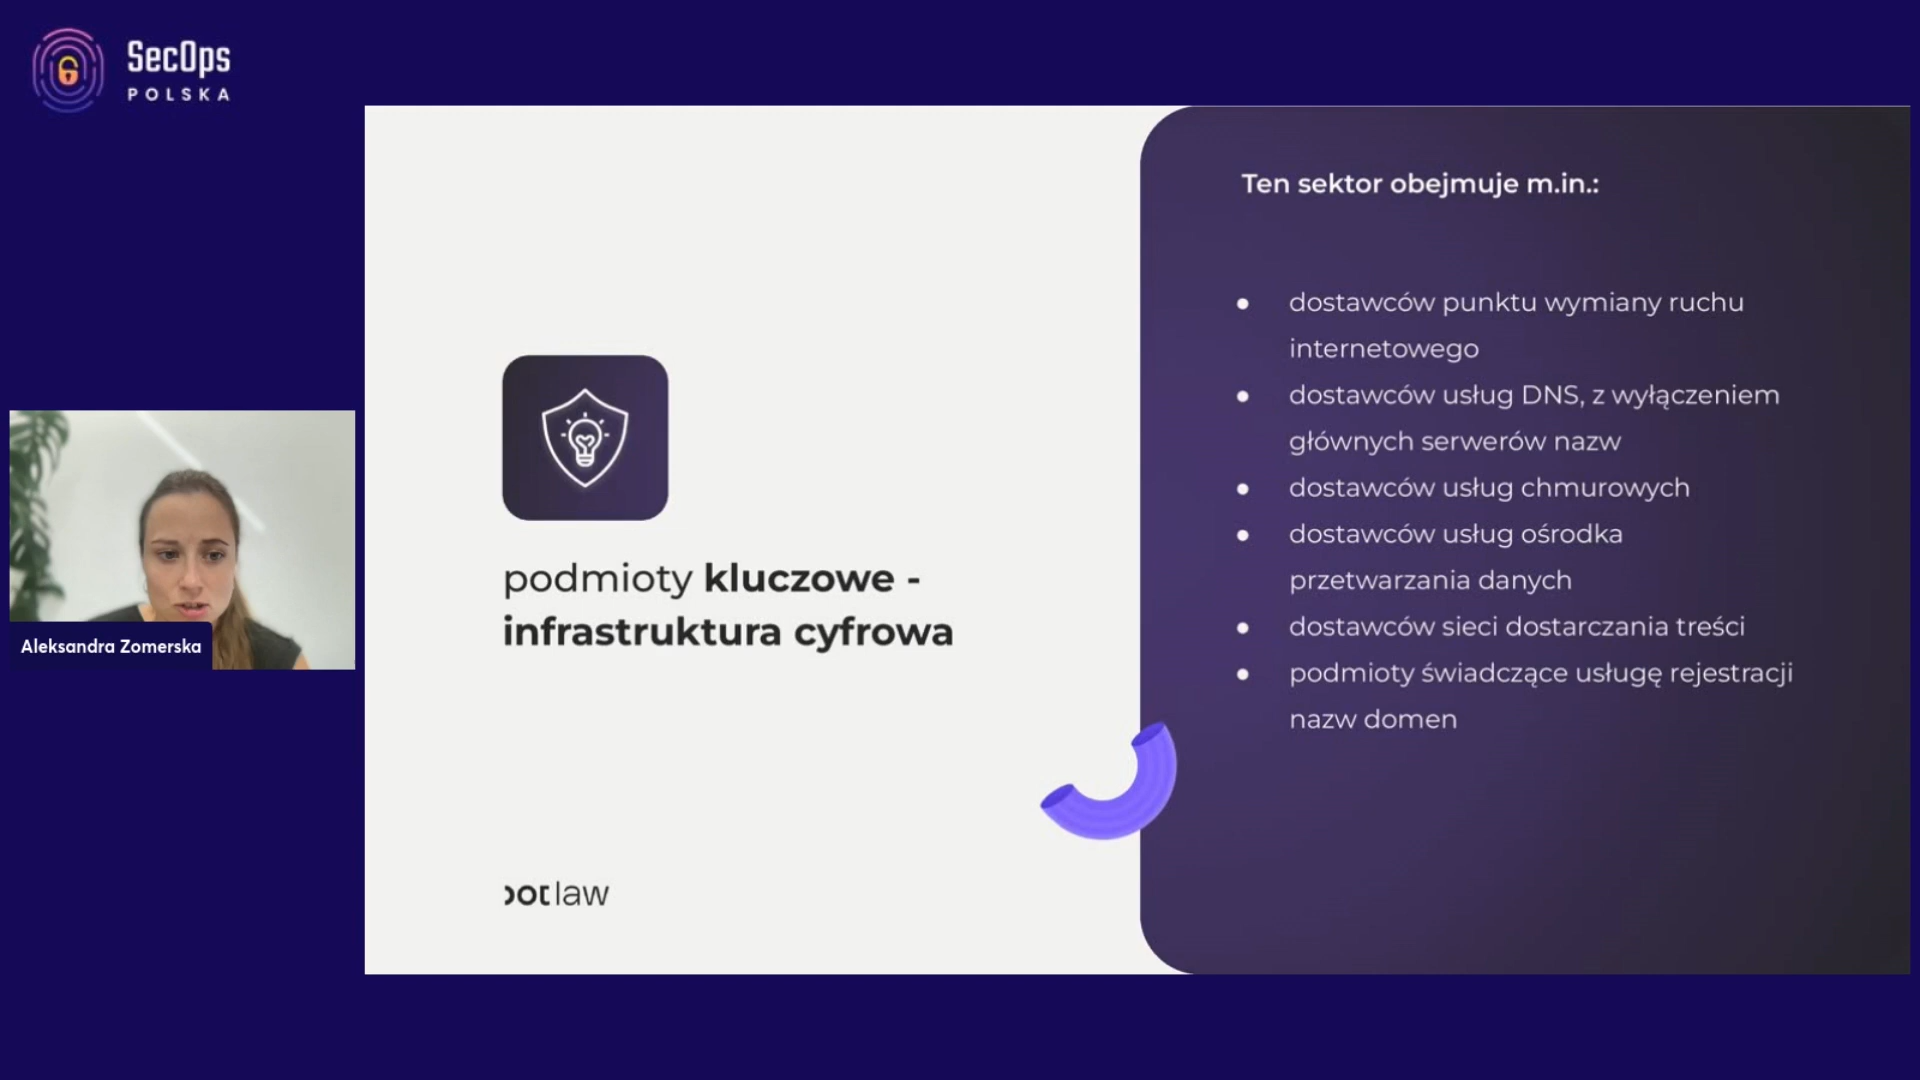 SecOps
POLSKA
Ten sektor obejmuje m.in.:
dostawców punktu wymiany ruchu
internetowego
dostawców usług DNS, z wyłączeniem
głównych serwerów nazw
dostawców usług chmurowych
dostawców usług ośrodka
przetwarzania danych
dostawców sieci dostarczania treści
podmioty świadczące usługę rejestracji
nazw domen
podmioty kluczowe -
infrastruktura cyfrowa
Aleksandra Zomerska
law